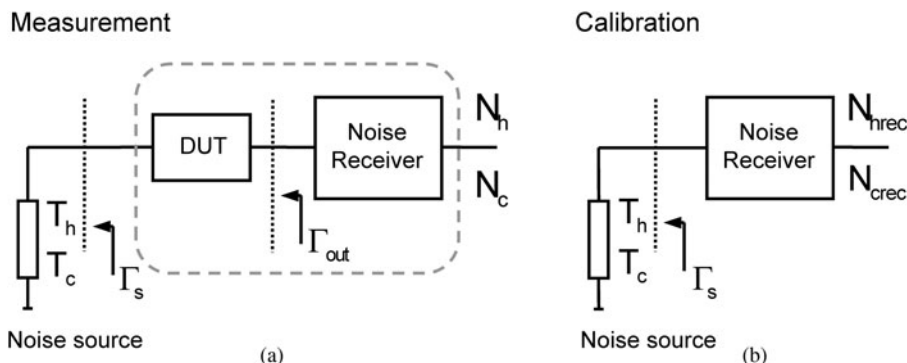 Measurement
DUT
Noise
Receiver
N_h
N_c
T_h
T_c
Γ_s
Γ_out
Noise source
(a)
Calibration
Noise
Receiver
N_hrec
N_crec
T_h
T_c
Γ_s
Noise source
(b)